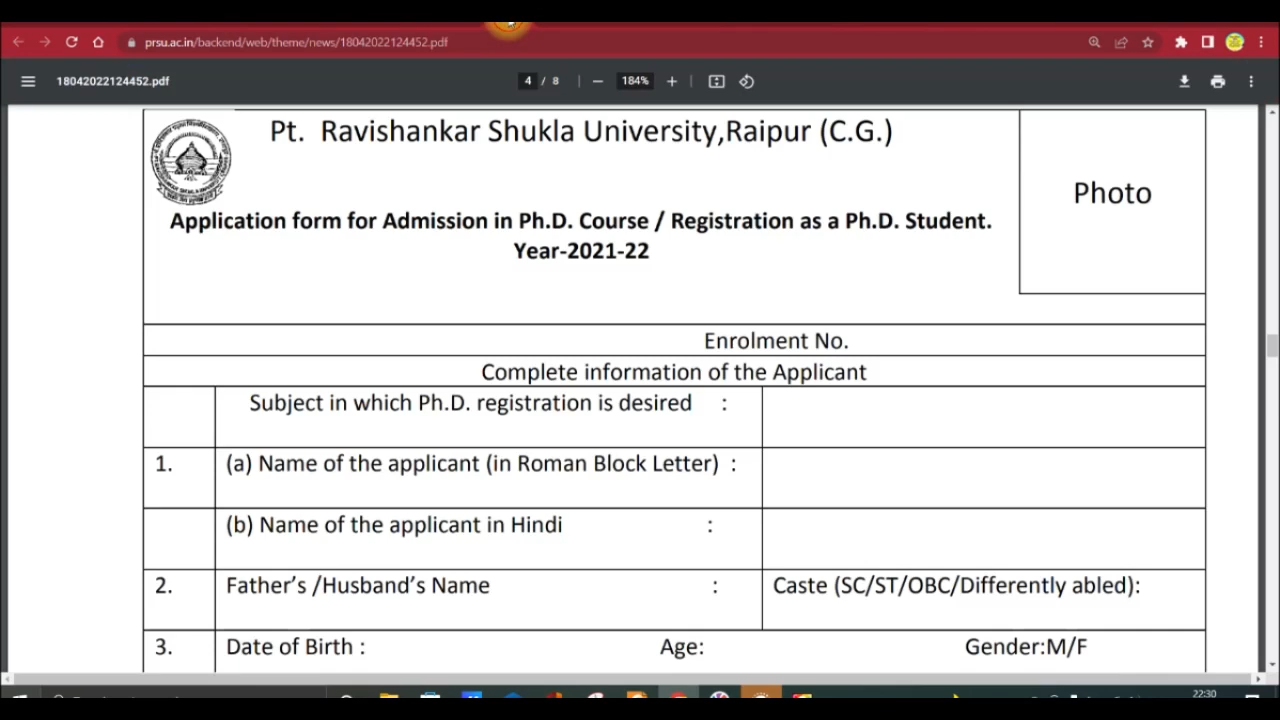 prsu.ac.in/backend/web/theme/news/18042022124452.pdf
18042022124452.pdf
4 / 8
184%
Pt. Ravishankar Shukla University,Raipur (C.G.)
Photo
Application form for Admission in Ph.D. Course / Registration as a Ph.D. Student.
Year-2021-22
Enrolment No.
Complete information of the Applicant
Subject in which Ph.D. registration is desired :
1. (a) Name of the applicant (in Roman Block Letter) :
(b) Name of the applicant in Hindi :
2. Father's /Husband's Name : Caste (SC/ST/OBC/Differently abled):
3. Date of Birth : Age: Gender:M/F
22:30